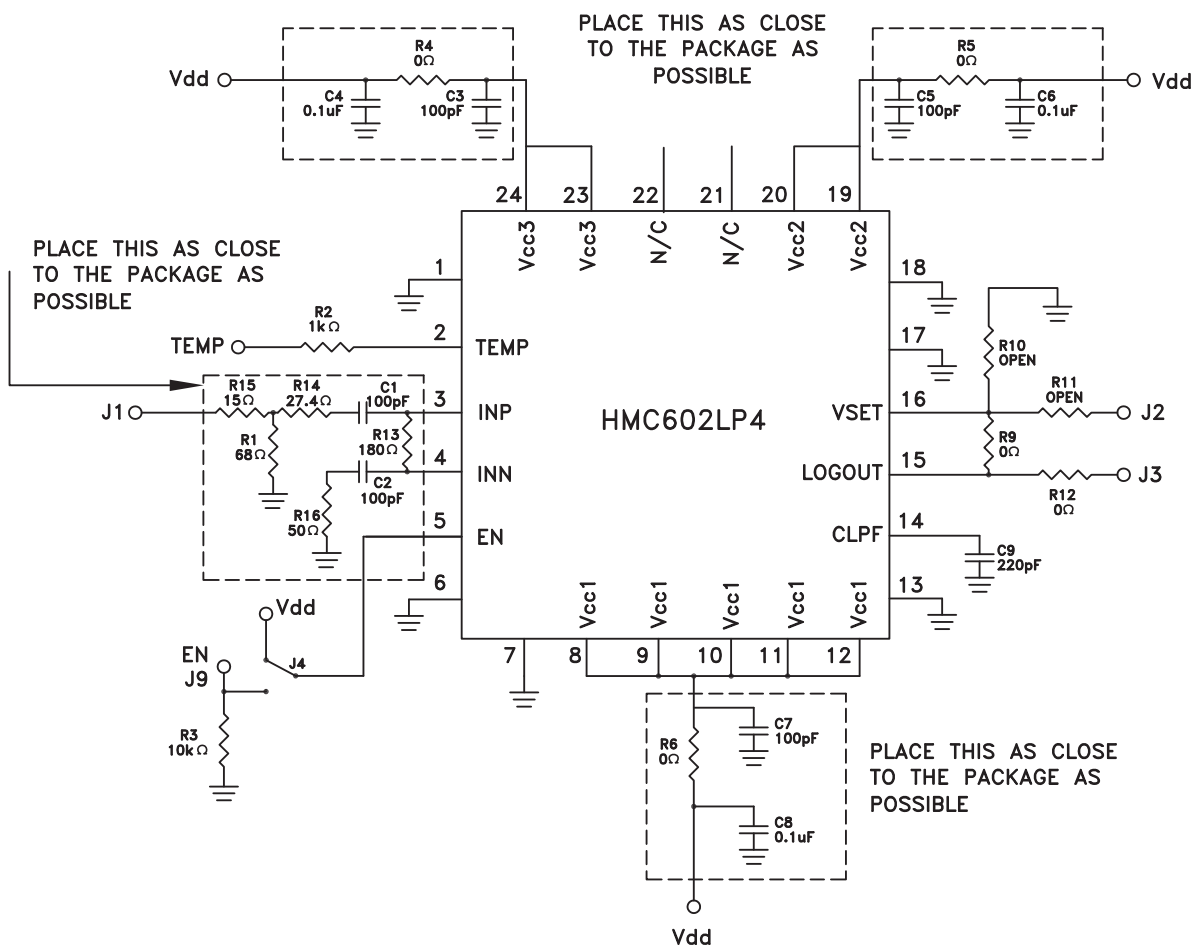 PLACE THIS AS CLOSE
TO THE PACKAGE AS
POSSIBLE
Vdd
R4
0Ω
C4
0.1uF
C3
100pF
R5
0Ω
C5
100pF
C6
0.1uF
Vdd
24
23
22
21
20
19
Vcc3
Vcc3
N/C
N/C
Vcc2
Vcc2
PLACE THIS AS CLOSE
TO THE PACKAGE AS
POSSIBLE
1
18
R2
1kΩ
TEMP
2
TEMP
17
R10
OPEN
R15
15Ω
R14
27.4Ω
C1
100pF
J1
3
INP
HMC602LP4
VSET
16
R11
OPEN
J2
R1
68Ω
R13
180Ω
R9
0Ω
4
INN
LOGOUT
15
J3
C2
100pF
R12
0Ω
R16
50Ω
5
EN
CLPF
14
C9
220pF
6
13
Vcc1
Vcc1
Vcc1
Vcc1
Vcc1
Vdd
7
8
9
10
11
12
EN
J9
J4
R3
10kΩ
R6
0Ω
C7
100pF
C8
0.1uF
PLACE THIS AS CLOSE
TO THE PACKAGE AS
POSSIBLE
Vdd